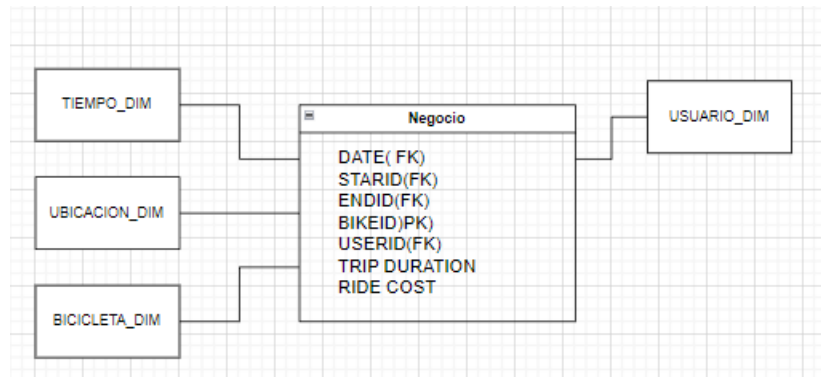 TIEMPO_DIM
UBICACION_DIM
BICICLETA_DIM
Negocio
DATE( FK)
STARID(FK)
ENDID(FK)
BIKEID)PK)
USERID(FK)
TRIP DURATION
RIDE COST
USUARIO_DIM